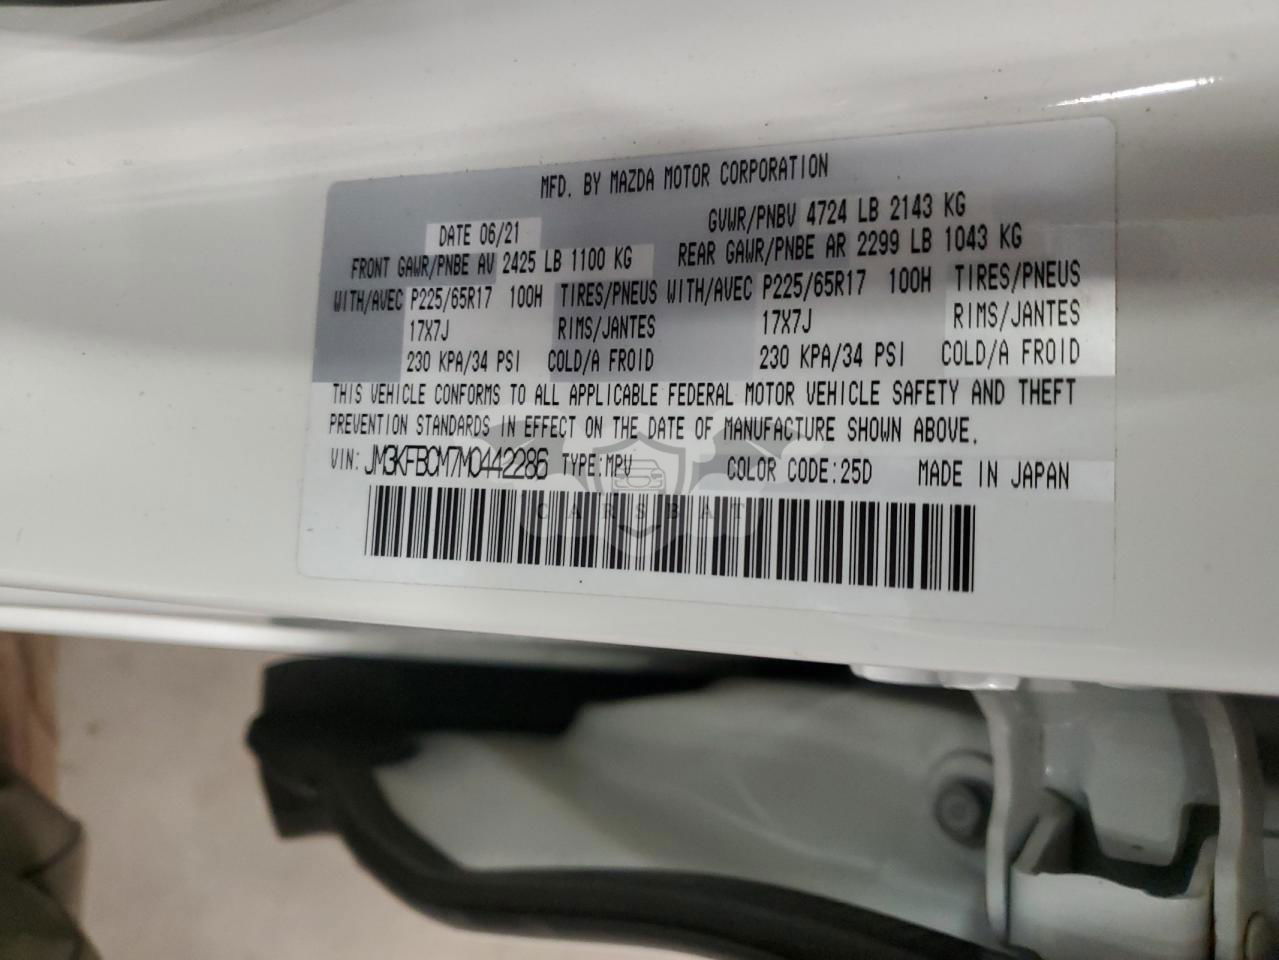 MFD. BY MAZDA MOTOR CORPORATION
DATE 06/21 GVWR/PNBV 4724 LB 2143 KG
FRONT GAWR/PNBE AV 2425 LB 1100 KG REAR GAWR/PNBE AR 2299 LB 1043 KG
WITH/AVEC P225/65R17 100H TIRES/PNEUS WITH/AVEC P225/65R17 100H TIRES/PNEUS
17X7J RIMS/JANTES 17X7J RIMS/JANTES
230 KPA/34 PSI COLD/A FROID 230 KPA/34 PSI COLD/A FROID
THIS VEHICLE CONFORMS TO ALL APPLICABLE FEDERAL MOTOR VEHICLE SAFETY AND THEFT
PREVENTION STANDARDS IN EFFECT ON THE DATE OF MANUFACTURE SHOWN ABOVE.
VIN: JM3KFBCM7M0442286 TYPE:MPV COLOR CODE:25D MADE IN JAPAN
CARSBAT